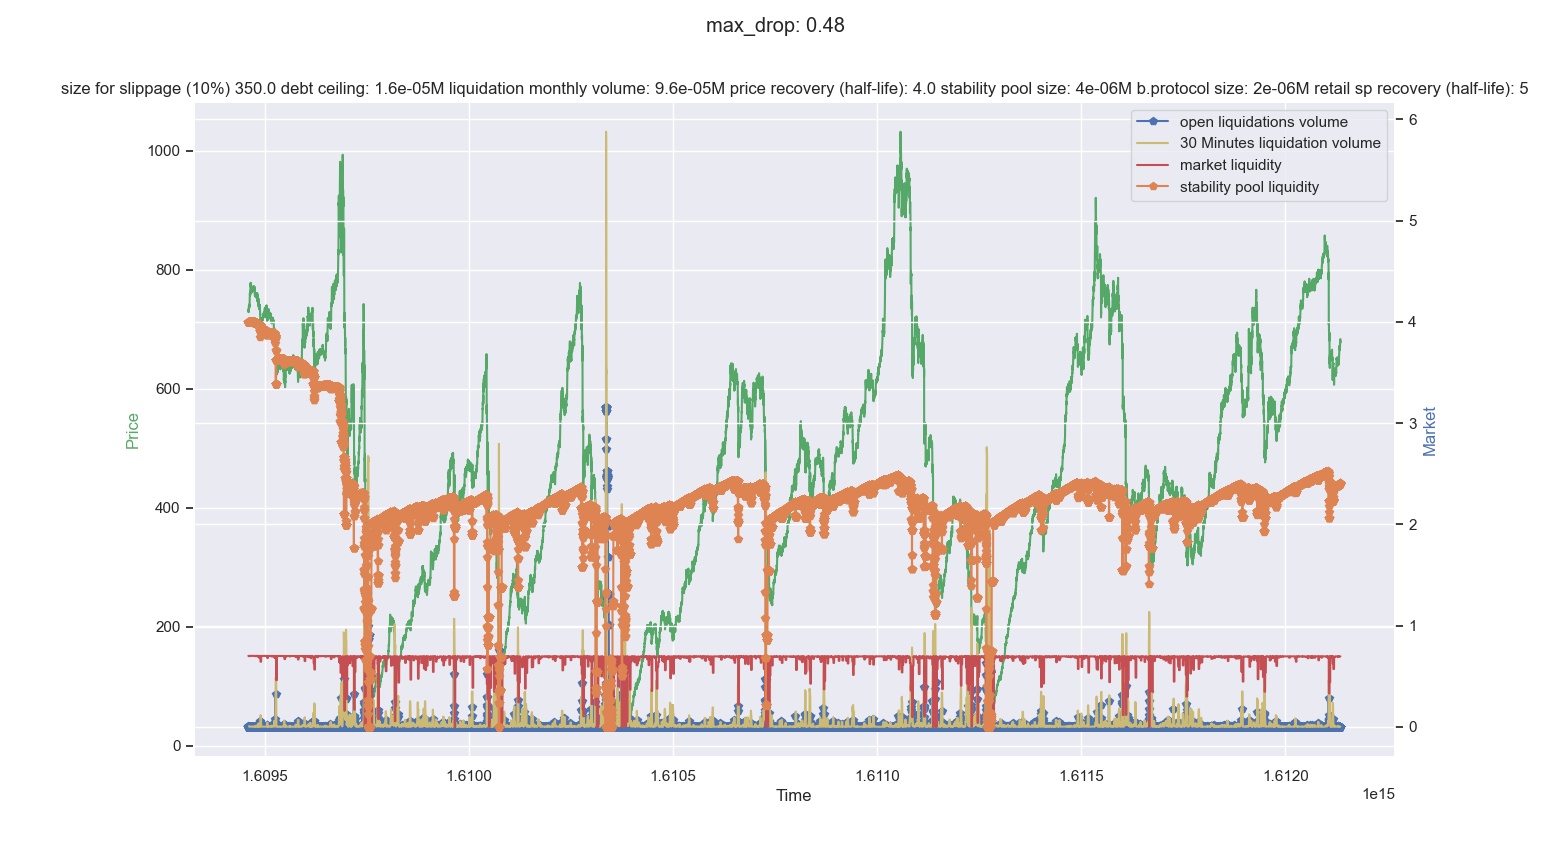 max_drop: 0.48
size for slippage (10%) 350.0 debt ceiling: 1.6e-05M liquidation monthly volume: 9.6e-05M price recovery (half-life): 4.0 stability pool size: 4e-06M b.protocol size: 2e-06M retail sp recovery (half-life): 5
open liquidations volume
30 Minutes liquidation volume
market liquidity
stability pool liquidity
1000
800
600
400
200
0
Price
6
5
4
3
2
1
0
Market
1.6095 1.6100 1.6105 1.6110 1.6115 1.6120
Time
1e15